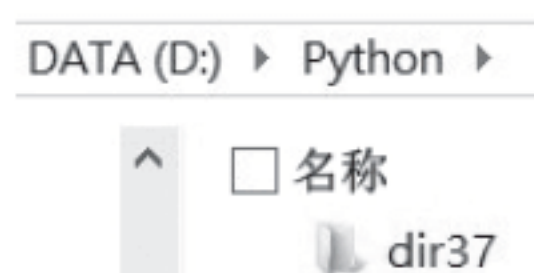 DATA (D:) ▸ Python ▸
名称
dir37